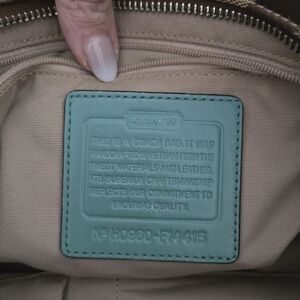 THIS IS A COACH BAG. IT WAS
HANDCRAFTED IN VIETNAM FROM THE
FINEST MATERIALS AND LEATHER.
ITS SUPERIOR CRAFTSMANSHIP
REFLECTS OUR COMMITMENT TO
ENDURING QUALITY.
Nº H0960-F14415